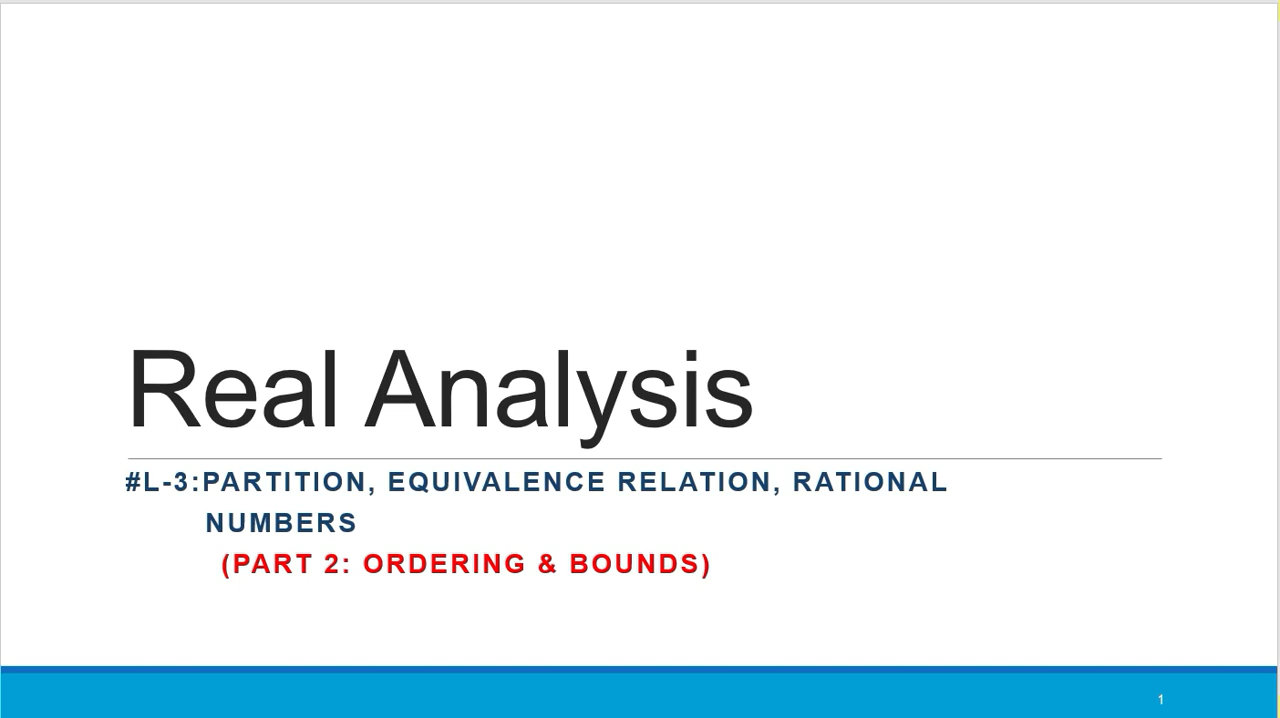 Real Analysis
#L-3:PARTITION, EQUIVALENCE RELATION, RATIONAL
NUMBERS
(PART 2: ORDERING & BOUNDS)
1